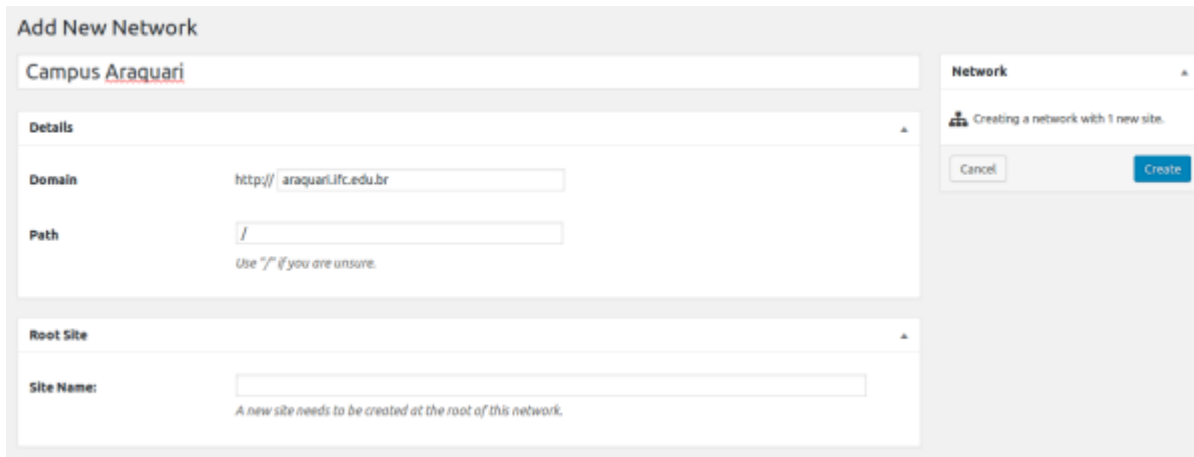 Add New Network
Campus Araquari
Details
Domain http:// araquari.ifc.edu.br
Path /
Use "/" if you are unsure.
Root Site
Site Name:
A new site needs to be created at the root of this network.
Network
Creating a network with 1 new site.
Cancel Create